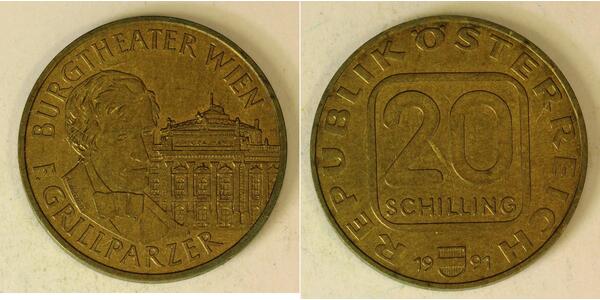 BURGTHEATER WIEN
F. GRILLPARZER
REPUBLIK ÖSTERREICH
20
SCHILLING
1991